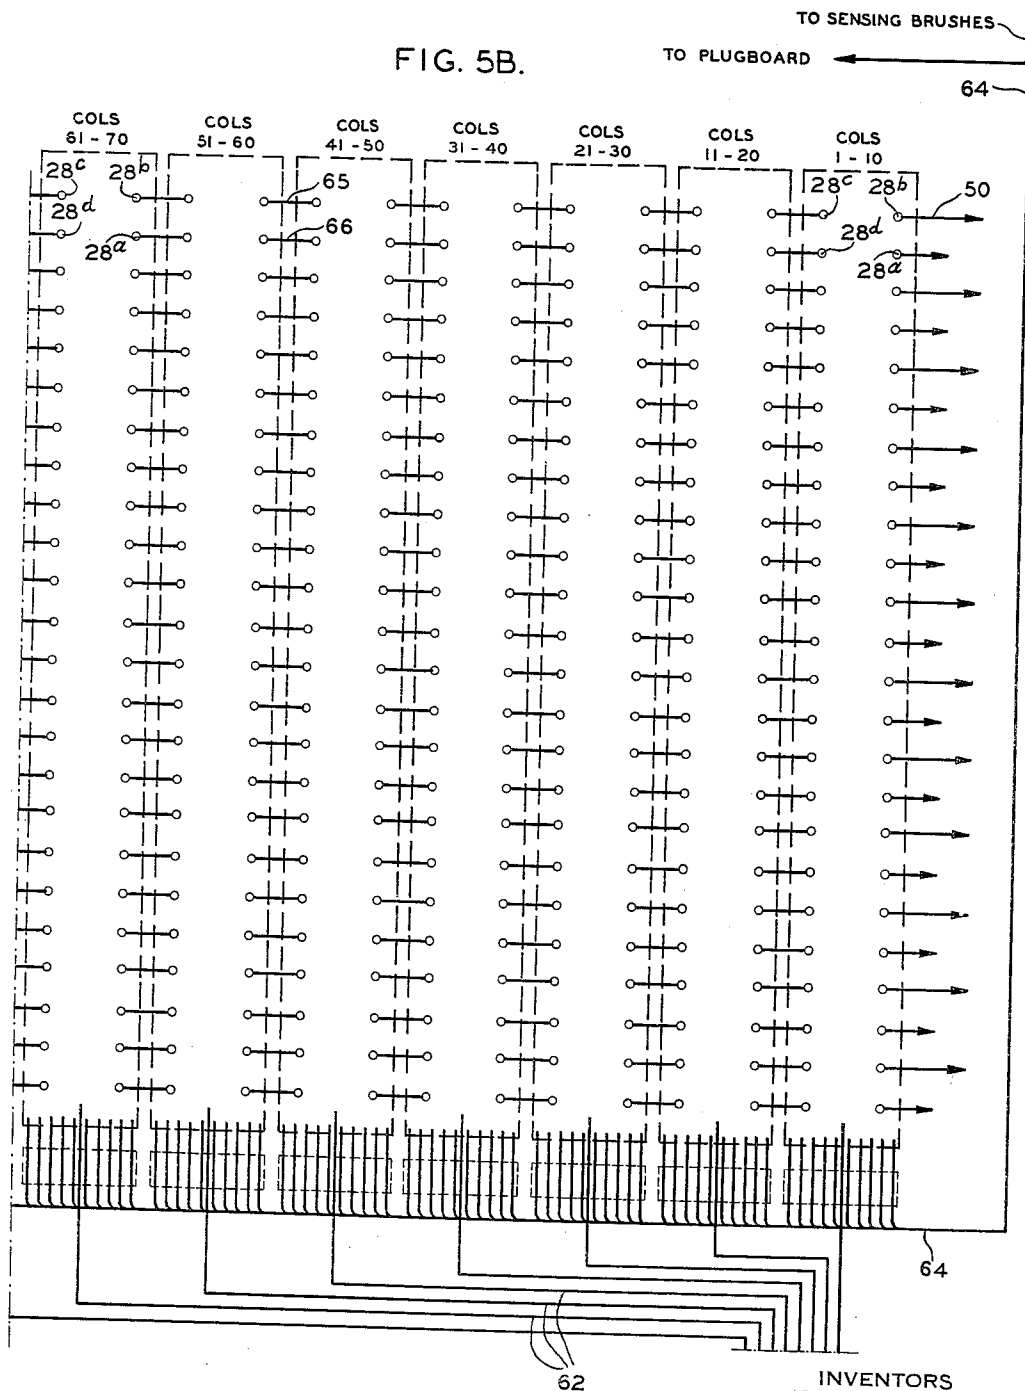 TO SENSING BRUSHES
FIG. 5B.
TO PLUGBOARD
64
COLS 61-70
COLS 51-60
COLS 41-50
COLS 31-40
COLS 21-30
COLS 11-20
COLS 1-10
28c 28b 65 28c 28b 50
28d 28a 66 28d 28a
64
62
INVENTORS